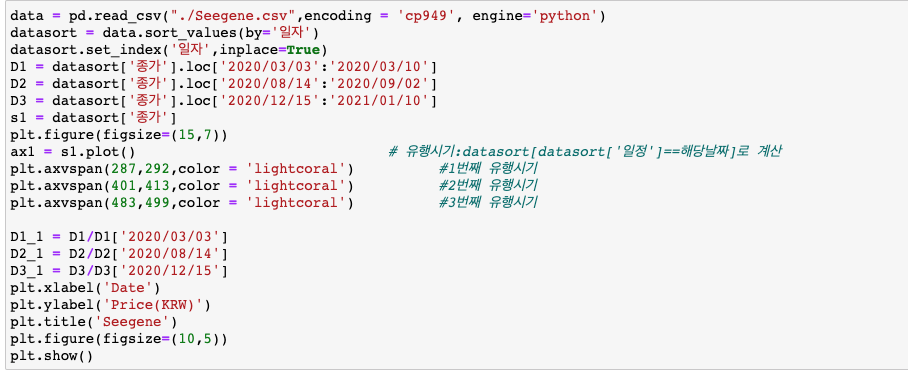 data = pd.read_csv("./Seegene.csv",encoding = 'cp949', engine='python')
datasort = data.sort_values(by='일자')
datasort.set_index('일자',inplace=True)
D1 = datasort['종가'].loc['2020/03/03':'2020/03/10']
D2 = datasort['종가'].loc['2020/08/14':'2020/09/02']
D3 = datasort['종가'].loc['2020/12/15':'2021/01/10']
s1 = datasort['종가']
plt.figure(figsize=(15,7))
ax1 = s1.plot() # 유행시기:datasort[datasort['일정']==해당날짜]로 계산
plt.axvspan(287,292,color = 'lightcoral') #1번째 유행시기
plt.axvspan(401,413,color = 'lightcoral') #2번째 유행시기
plt.axvspan(483,499,color = 'lightcoral') #3번째 유행시기

D1_1 = D1/D1['2020/03/03']
D2_1 = D2/D2['2020/08/14']
D3_1 = D3/D3['2020/12/15']
plt.xlabel('Date')
plt.ylabel('Price(KRW)')
plt.title('Seegene')
plt.figure(figsize=(10,5))
plt.show()